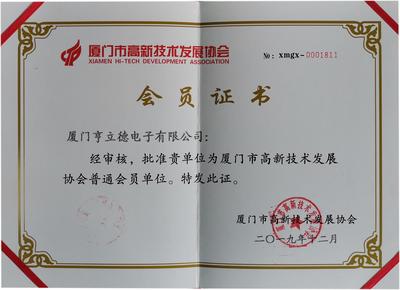 厦门市高新技术发展协会
XIAMEN HI-TECH DEVELOPMENT ASSOCIATION
No: xmgx-0001811
会员证书
厦门亨立德电子有限公司:
经审核，批准贵单位为厦门市高新技术发展
协会普通会员单位。特发此证。
厦门市高新技术发展协会
二〇一九年十二月